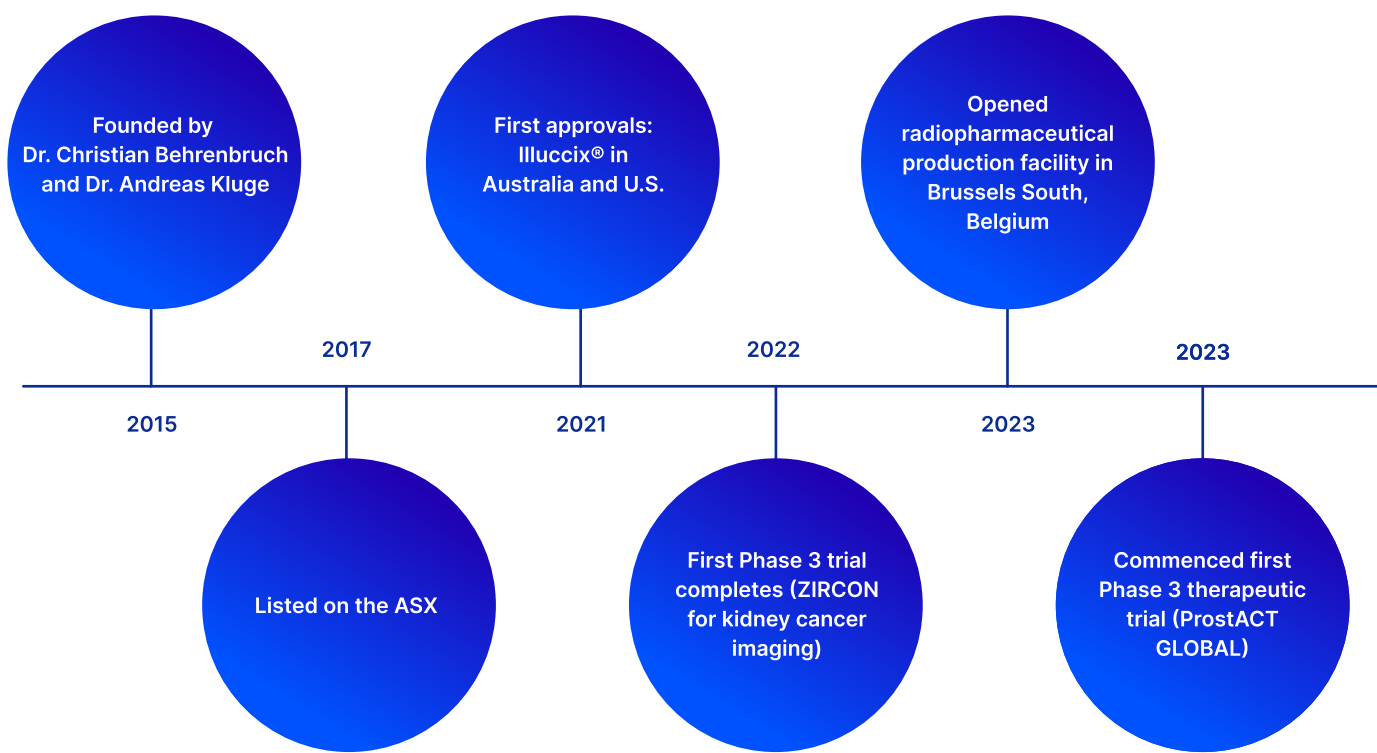 Founded by
Dr. Christian Behrenbruch
and Dr. Andreas Kluge
2015
2017
Listed on the ASX
First approvals:
Illuccix® in
Australia and U.S.
2021
2022
First Phase 3 trial
completes (ZIRCON
for kidney cancer
imaging)
Opened
radiopharmaceutical
production facility in
Brussels South,
Belgium
2023
2023
Commenced first
Phase 3 therapeutic
trial (ProstACT
GLOBAL)